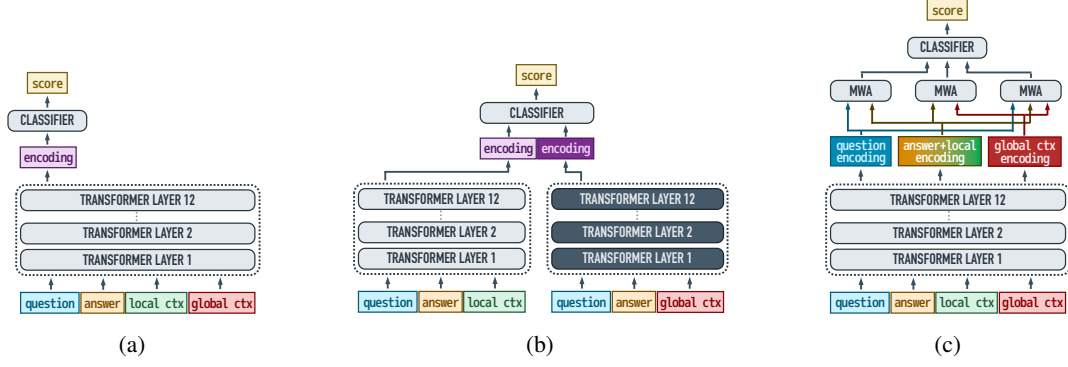 score
CLASSIFIER
encoding
TRANSFORMER LAYER 12
TRANSFORMER LAYER 2
TRANSFORMER LAYER 1
question answer local ctx global ctx
(a)
score
CLASSIFIER
encoding encoding
TRANSFORMER LAYER 12 TRANSFORMER LAYER 12
TRANSFORMER LAYER 2 TRANSFORMER LAYER 2
TRANSFORMER LAYER 1 TRANSFORMER LAYER 1
question answer local ctx question answer global ctx
(b)
score
CLASSIFIER
MWA MWA MWA
question answer+local global ctx
encoding encoding encoding
TRANSFORMER LAYER 12
TRANSFORMER LAYER 2
TRANSFORMER LAYER 1
question answer local ctx global ctx
(c)